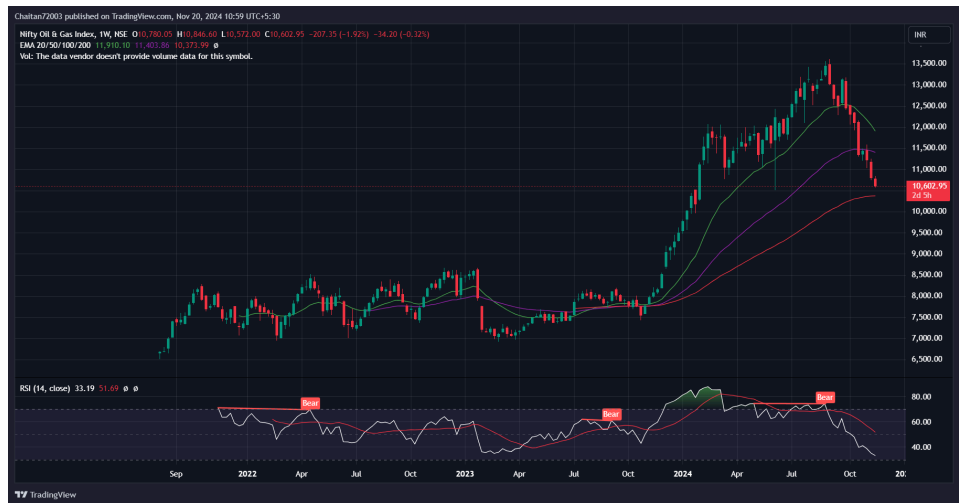 Chaitan72003 published on TradingView.com, Nov 20, 2024 10:59 UTC+5:30
Nifty Oil & Gas Index, 1W, NSE O10,780.05 H10,846.60 L10,572.00 C10,602.95 -207.35 (-1.92%) -34.20 (-0.32%)
INR
EMA 20/50/100/200 11,910.10 11,403.86 10,373.99 ø
Vol: The data vendor doesn't provide volume data for this symbol.
13,500.00
13,000.00
12,500.00
12,000.00
11,500.00
11,000.00
10,602.95
2d 5h
10,000.00
9,500.00
9,000.00
8,500.00
8,000.00
7,500.00
7,000.00
6,500.00
RSI (14, close) 33.19 51.69 ø ø
Bear
Bear
Bear
80.00
60.00
40.00
Sep 2022 Apr Jul Oct 2023 Apr Jul Oct 2024 Apr Jul Oct 202
TradingView